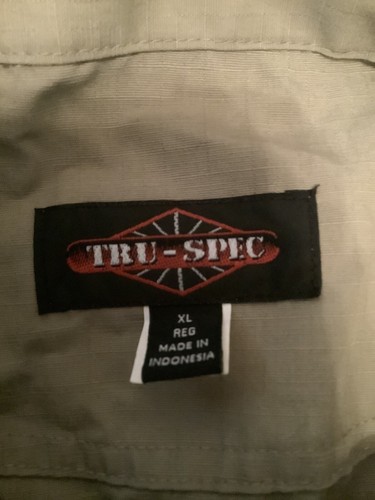 TRU-SPEC
XL
REG
MADE IN
INDONESIA